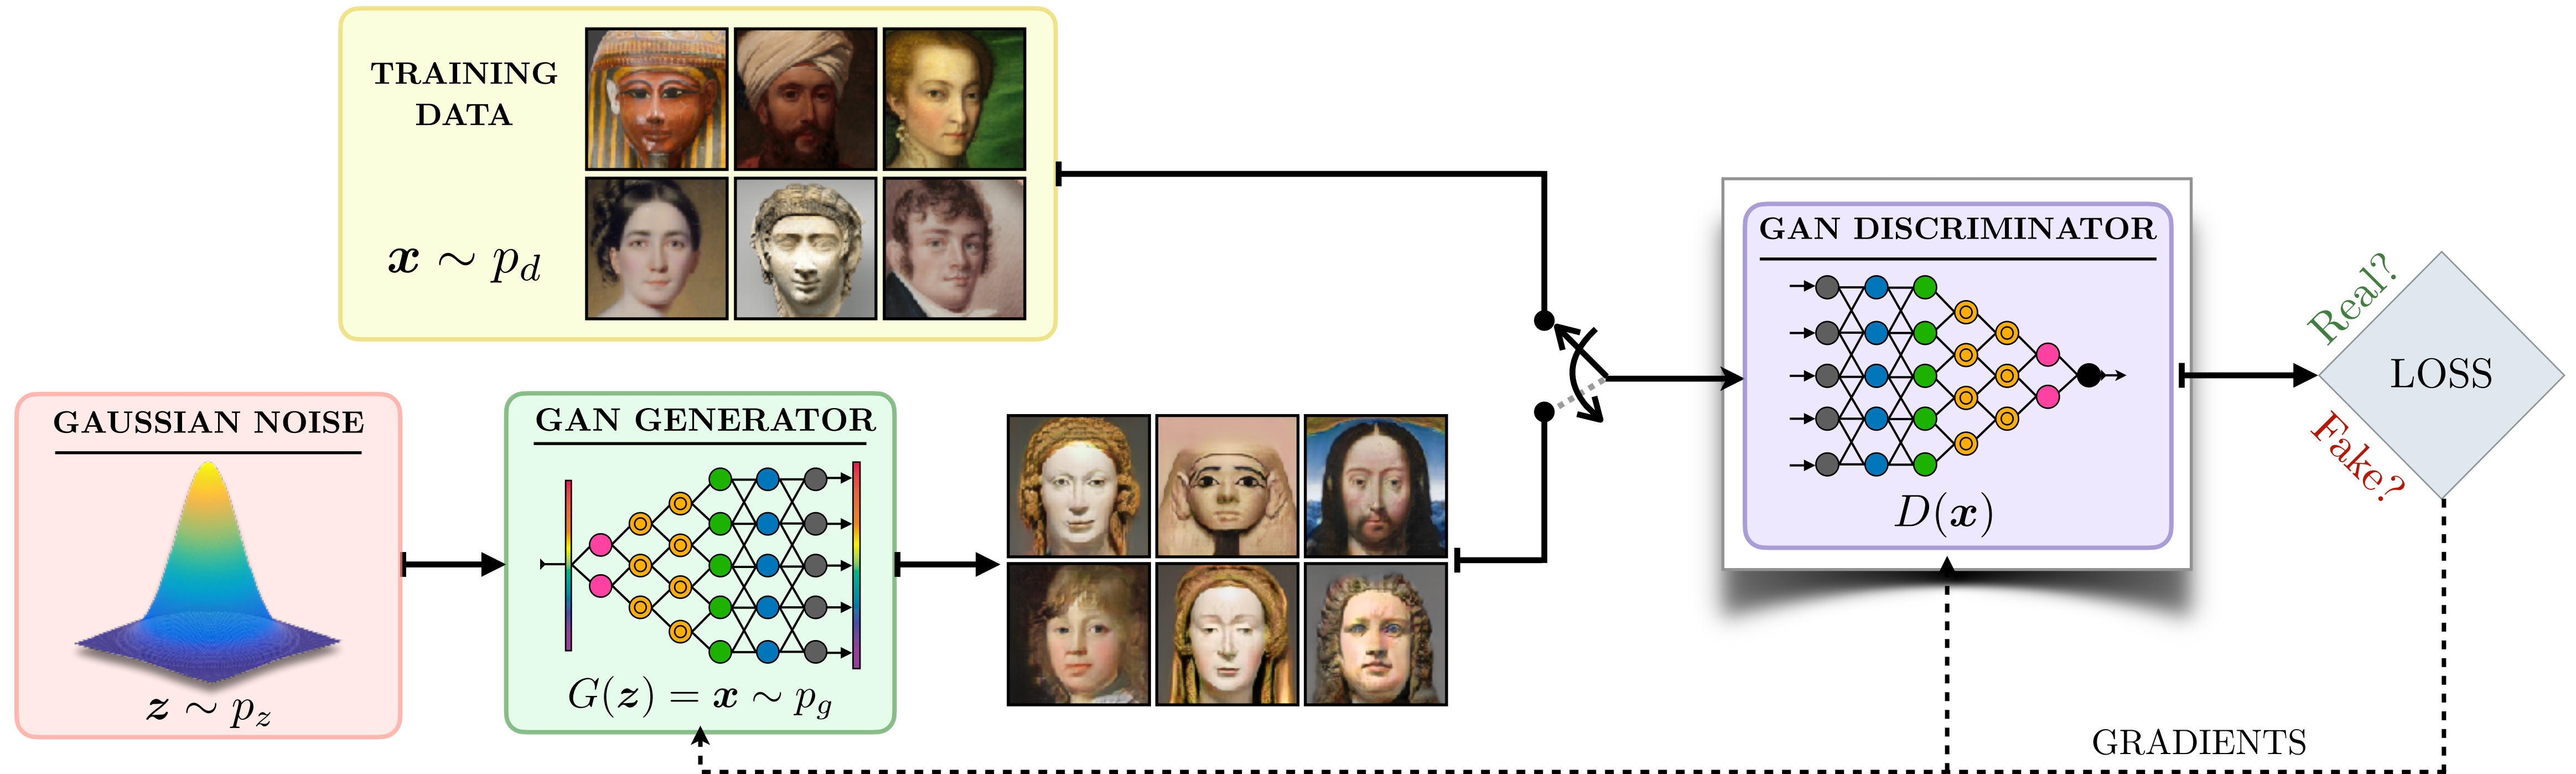 TRAINING
DATA
x ∼ p_d
GAUSSIAN NOISE
z ∼ p_z
GAN GENERATOR
G(z) = x ∼ p_g
GAN DISCRIMINATOR
D(x)
Real?
LOSS
Fake?
GRADIENTS